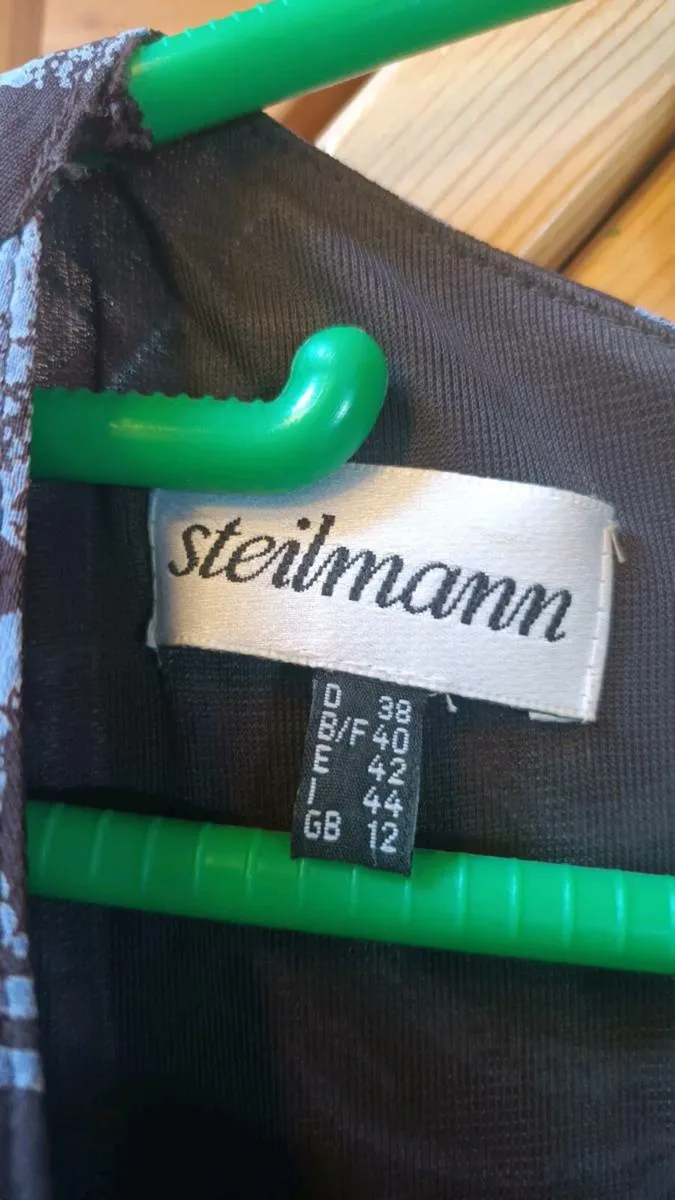 steilmann
D 38
B/F 40
E 42
I 44
GB 12